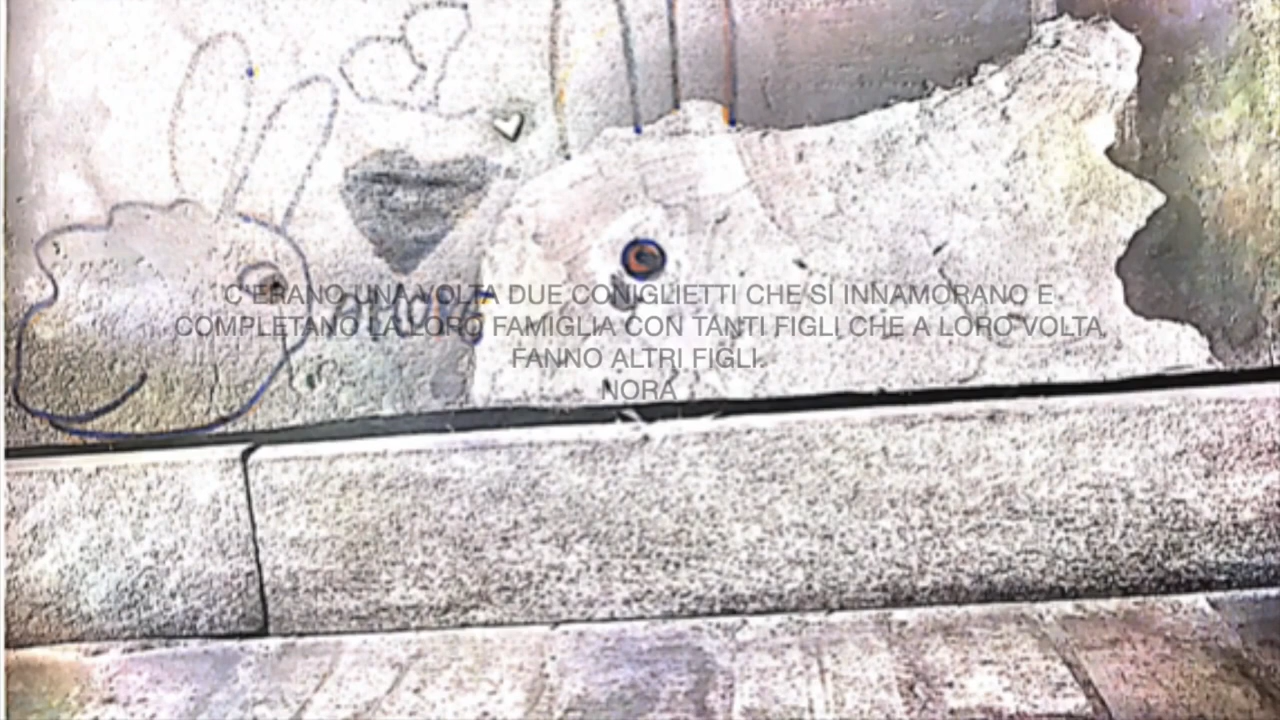 AMORE
C'ERANO UNA VOLTA DUE CONIGLIETTI CHE SI INNAMORANO E
COMPLETANO LA LORO FAMIGLIA CON TANTI FIGLI CHE A LORO VOLTA
FANNO ALTRI FIGLI.
NORA